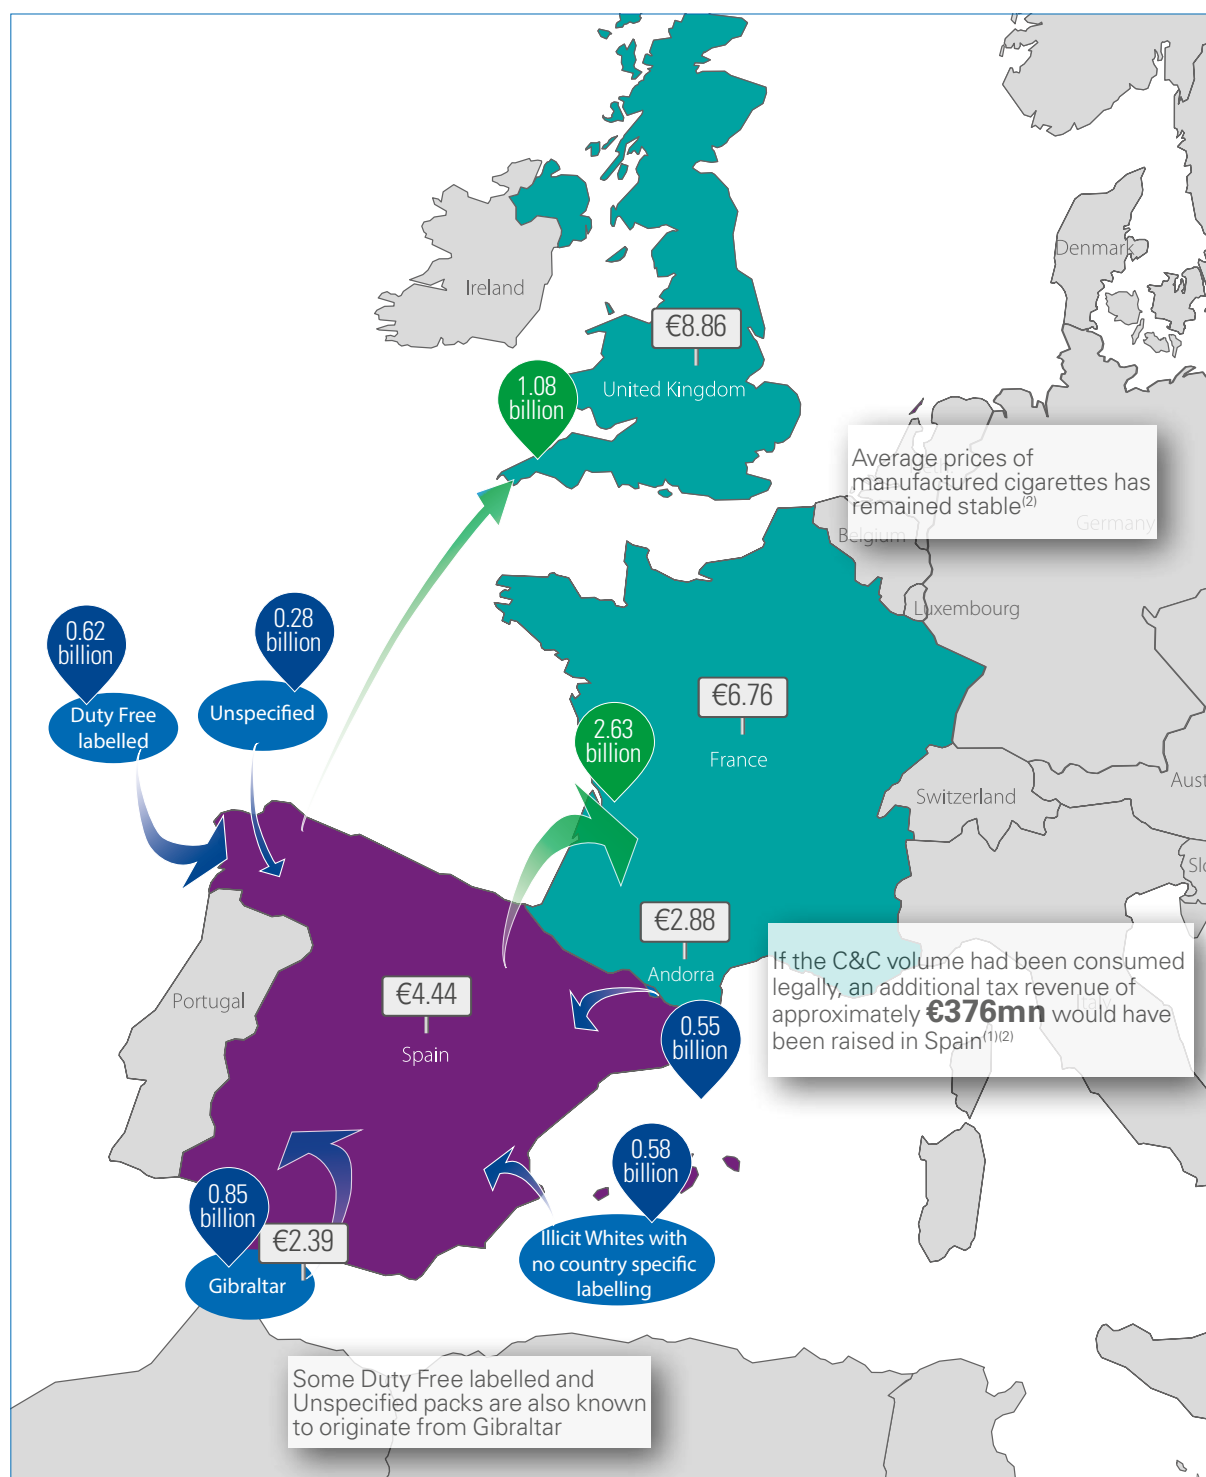 €8.86
Ireland
Denmark
1.08
billion
United Kingdom
Average prices of
manufactured cigarettes has
remained stable(2)
Germany
Belgium
Luxembourg
0.62
billion
0.28
billion
Duty Free
labelled
Unspecified
€6.76
2.63
billion
France
Switzerland
Aust
Slo
€2.88
Andorra
If the C&C volume had been consumed
legally, an additional tax revenue of
approximately €376mn would have
been raised in Spain(1)(2)
Italy
Portugal
€4.44
Spain
0.55
billion
0.58
billion
0.85
billion
€2.39
Gibraltar
Illicit Whites with
no country specific
labelling
Some Duty Free labelled and
Unspecified packs are also known
to originate from Gibraltar